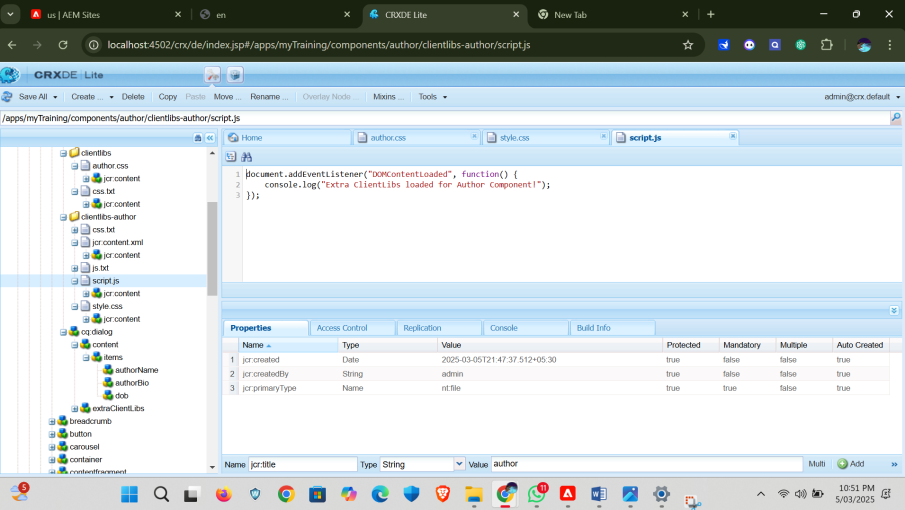 us | AEM Sites
en
CRXDE Lite
New Tab
localhost:4502/crx/de/index.jsp#/apps/myTraining/components/author/clientlibs-author/script.js
CRXDE | Lite
Save All
Create ...
Delete
Copy
Paste
Move ...
Rename ...
Overlay Node ...
Mixins ...
Tools
admin@crx.default
/apps/myTraining/components/author/clientlibs-author/script.js
Home
author.css
style.css
script.js
clientlibs
author.css
jcr:content
css.txt
jcr:content
clientlibs-author
css.txt
jcr:content.xml
jcr:content
js.txt
script.js
jcr:content
style.css
jcr:content
cq:dialog
content
items
authorName
authorBio
dob
extraClientLibs
breadcrumb
button
carousel
container
contentfragment
1 document.addEventListener("DOMContentLoaded", function() {
2 console.log("Extra ClientLibs loaded for Author Component!");
3 });
Properties
Access Control
Replication
Console
Build Info
Name Type Value Protected Mandatory Multiple Auto Created
1 jcr:created Date 2025-03-05T21:47:37.512+05:30 true false false true
2 jcr:createdBy String admin true false false true
3 jcr:primaryType Name nt:file true true false true
Name jcr:title Type String Value author Multi Add »
5
11
10:51 PM
5/03/2025